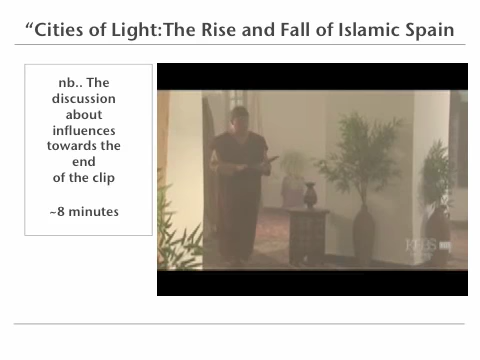 “Cities of Light:The Rise and Fall of Islamic Spain
nb.. The
discussion
about
influences
towards the
end
of the clip
~8 minutes